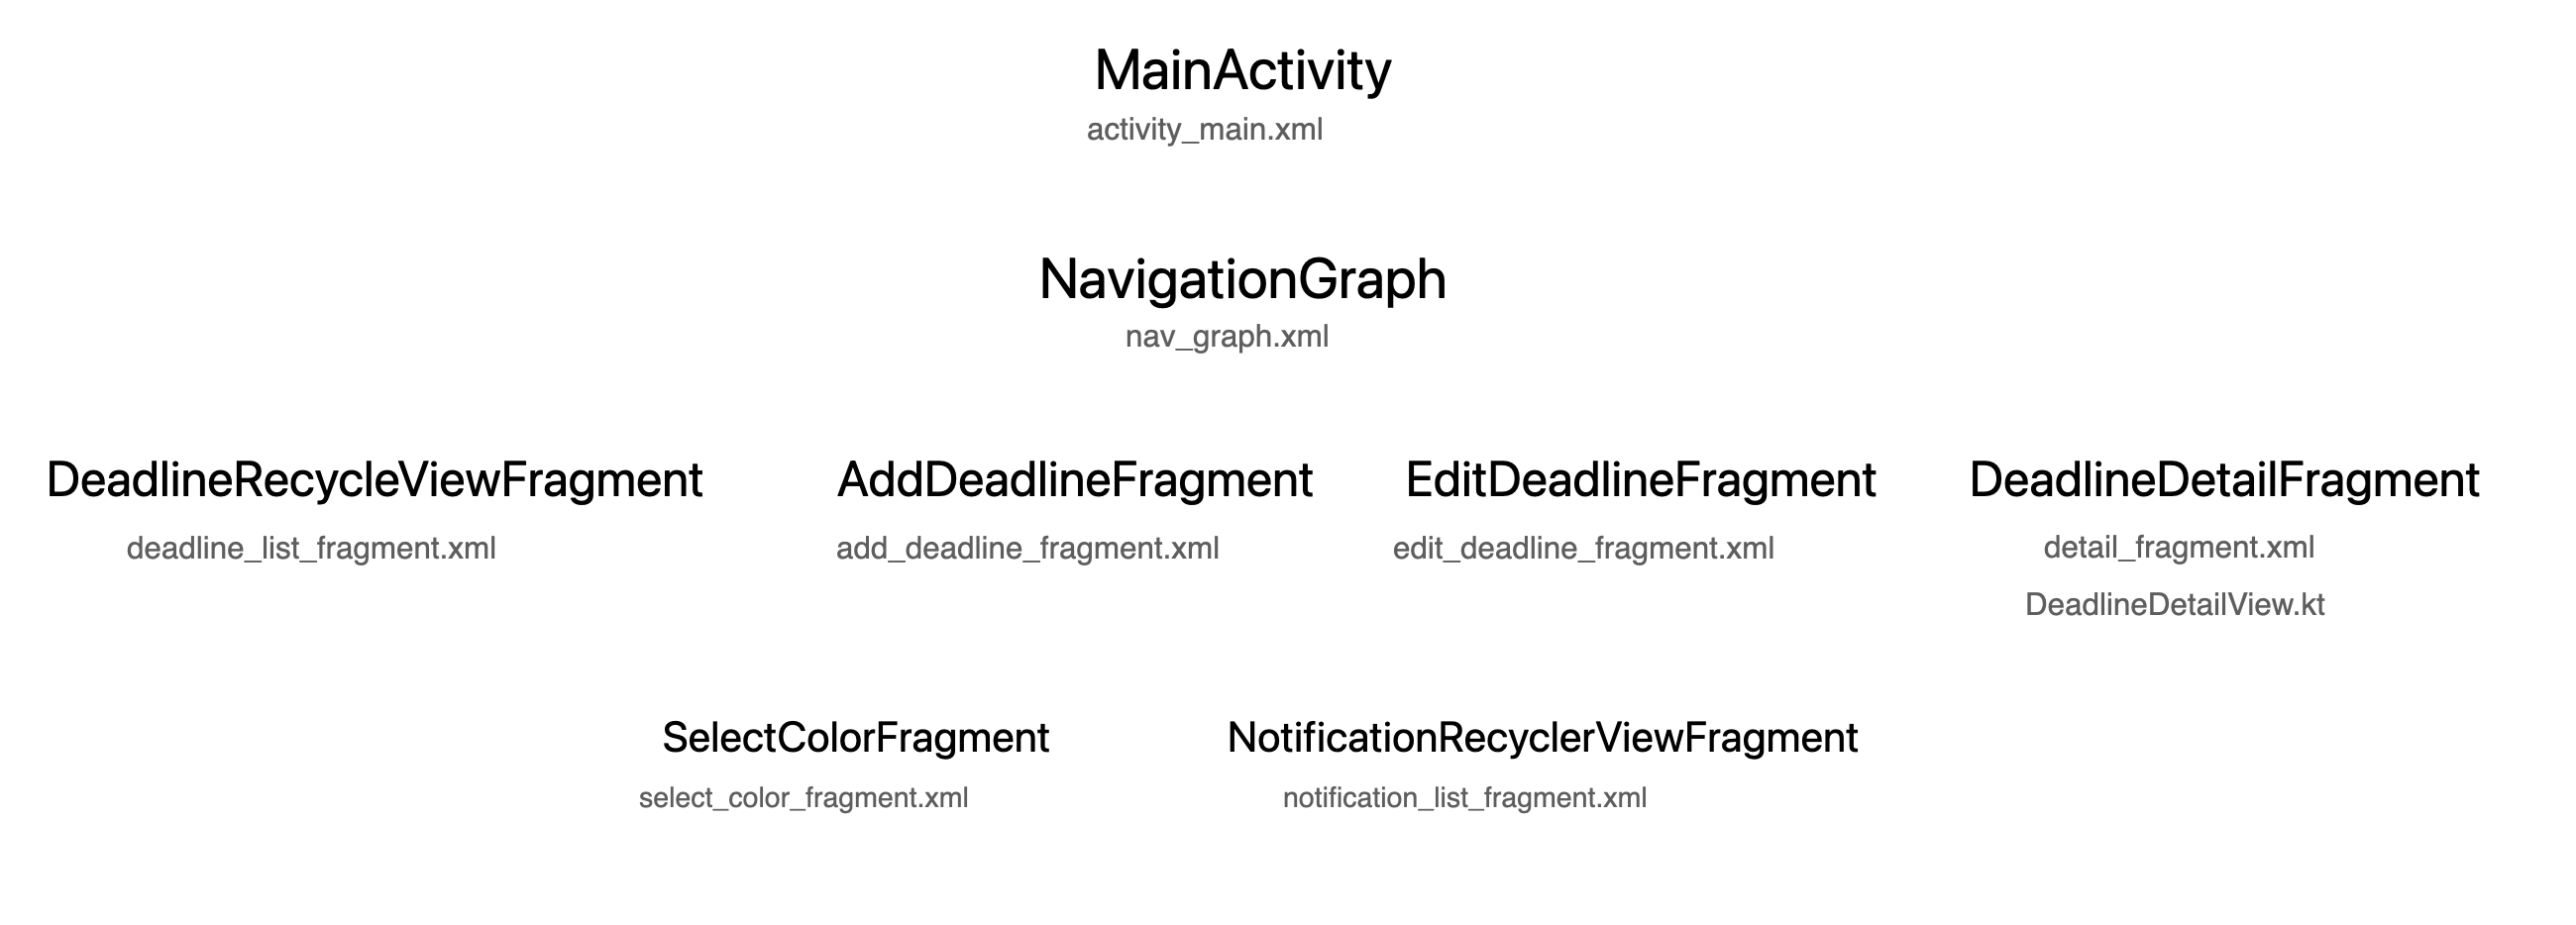 MainActivity
activity_main.xml
NavigationGraph
nav_graph.xml
DeadlineRecycleViewFragment
AddDeadlineFragment
EditDeadlineFragment
DeadlineDetailFragment
deadline_list_fragment.xml
add_deadline_fragment.xml
edit_deadline_fragment.xml
detail_fragment.xml
DeadlineDetailView.kt
SelectColorFragment
NotificationRecyclerViewFragment
select_color_fragment.xml
notification_list_fragment.xml